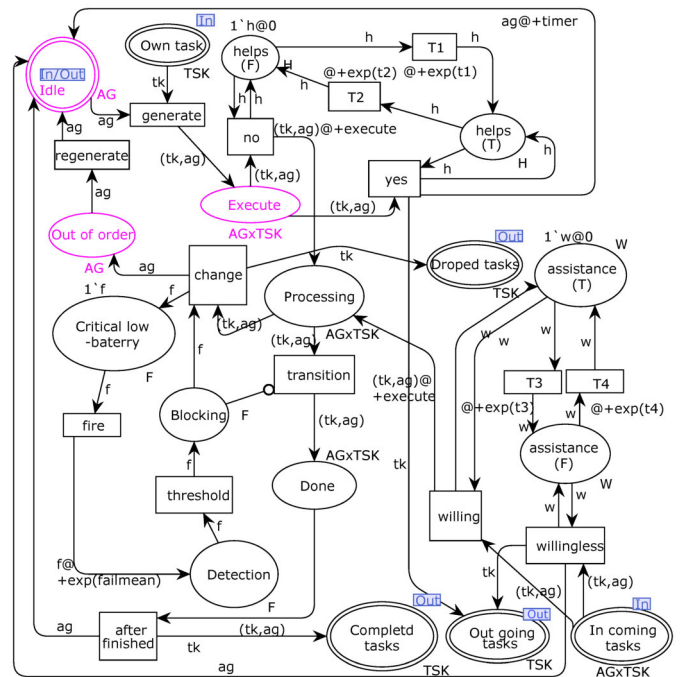 ag@+timer
In
1`h@0
Own task
TSK
helps
(F)
h
T1
h
In/Out
Idle
AG
tk
h
@+exp(t2)
@+exp(t1)
T2
ag
generate
h
h
h
no
(tk,ag)@+execute
helps
(T)
H
h
ag
regenerate
(tk,ag)
(tk,ag)
h
H
h
yes
ag
Execute
(tk,ag)
AGxTSK
Out of order
AG
Out
1`w@0
W
ag
change
tk
Droped tasks
TSK
assistance
(T)
1`f
f
Processing
Critical low
-baterry
(tk,ag)
AGxTSK
w
w
w
w
(tk,ag)
F
f
transition
(tk,ag)@
+execute
T3
T4
f
Blocking
F
@+exp(t3)
@+exp(t4)
fire
(tk,ag)
w
w
assistance
(F)
W
AGxTSK
f
tk
threshold
Done
w
w
willing
f
willingless
f@
+exp(failmean)
Detection
F
tk
(tk,ag)
(tk,ag)
Out
Out
In
ag
after
finished
(tk,ag)
tk
Completd
tasks
TSK
Out going
tasks
TSK
In coming
tasks
AGxTSK
ag